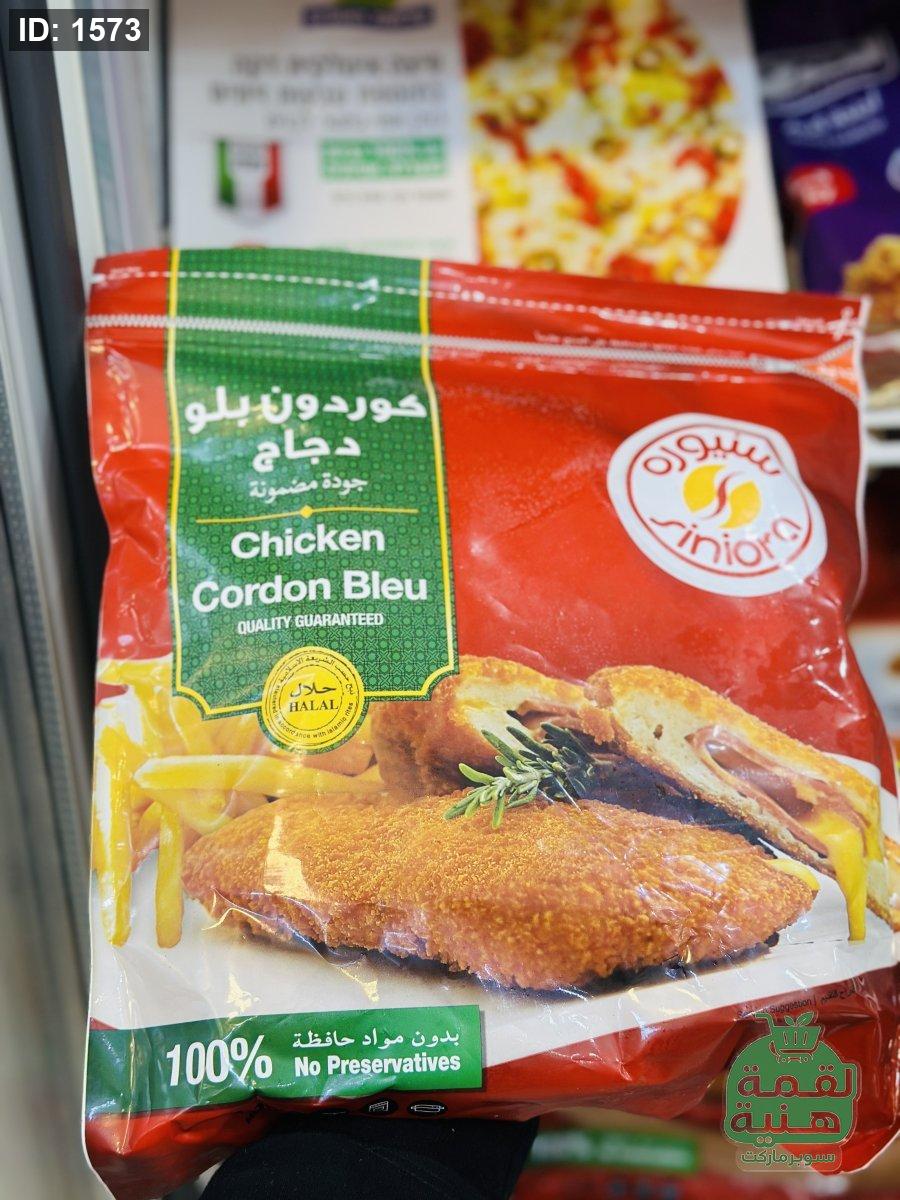 ID: 1573
كوردون بلو
دجاج
جودة مضمونة
Chicken
Cordon Bleu
QUALITY GUARANTEED
حلال
HALAL
سنيورة
siniora
100%
بدون مواد حافظة
No Preservatives
Suggestion
لقمة
هنية
سوبرماركت